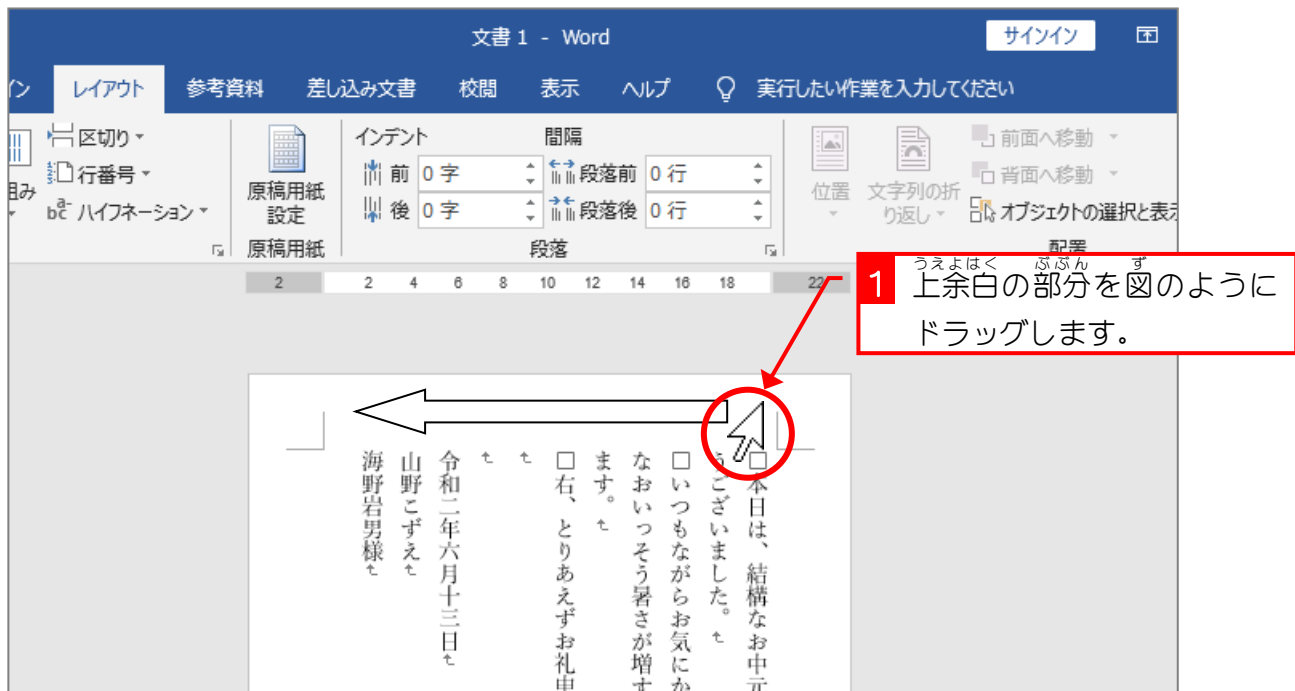 文書 1 - Word
サインイン
イン レイアウト 参考資料 差し込み文書 校閲 表示 ヘルプ 実行したい作業を入力してください
区切り
行番号
組み
ハイフネーション
原稿用紙
設定
原稿用紙
インデント 間隔
前 0 字 段落前 0 行
後 0 字 段落後 0 行
段落
位置
文字列の折
り返し
前面へ移動
背面へ移動
オブジェクトの選択と表示
配置
2 2 4 6 8 10 12 14 16 18 22
1
うえよはく ぶぶん ず
上余白の部分を図のように
ドラッグします。
□本日は、結構なお中元
うございました。
□いつもながらお気にか
なおいっそう暑さが増す
ます。
□右、とりあえずお礼申
令和二年六月十三日
山野こずえ
海野岩男様